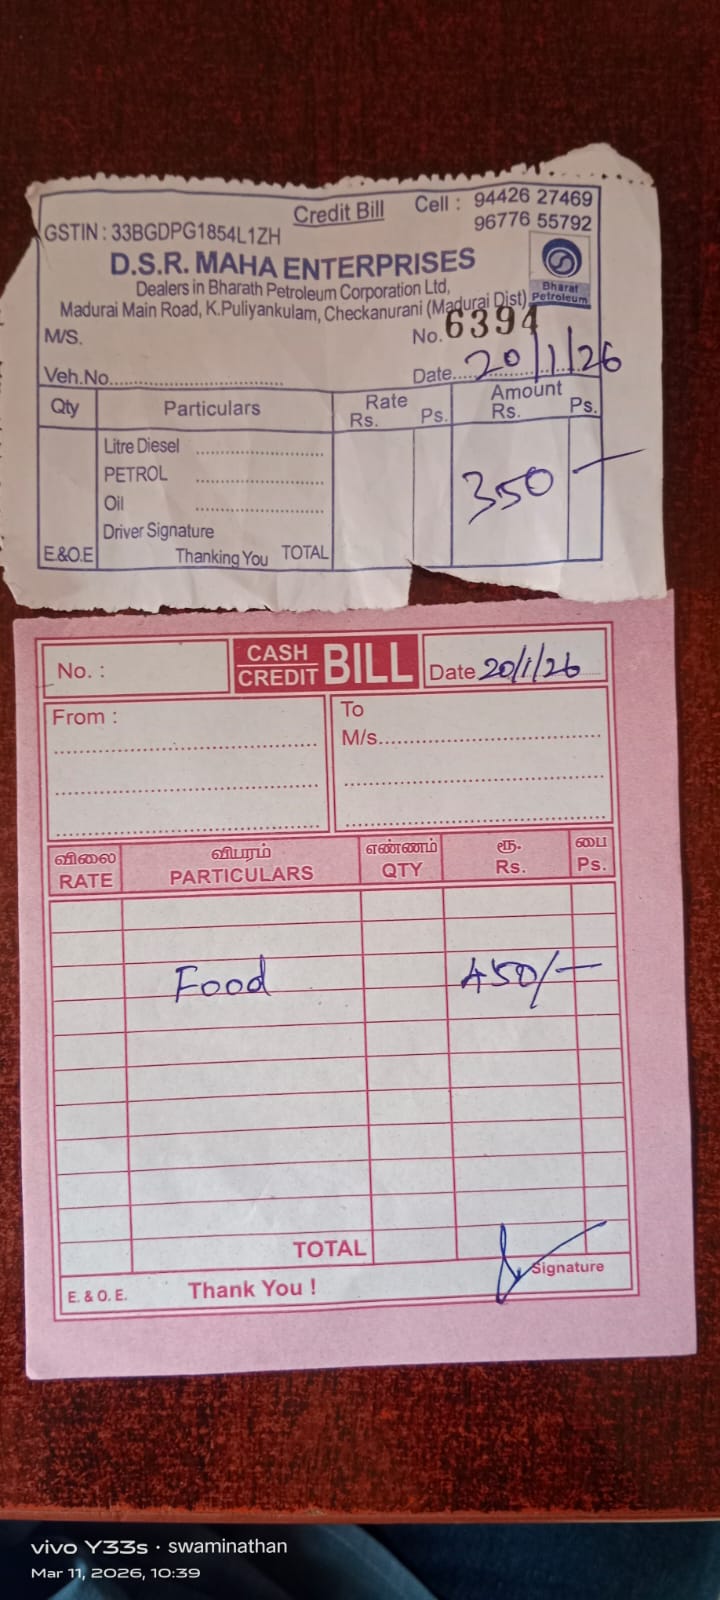 Credit Bill Cell : 94426 27469
GSTIN : 33BGDPG1854L1ZH 96776 55792
D.S.R. MAHA ENTERPRISES
Dealers in Bharath Petroleum Corporation Ltd,
Bharat Petroleum
Madurai Main Road, K.Puliyankulam, Checkanurani (Madurai Dist)
M/S. No. 6394
Veh.No. Date 20/1/26
Qty Particulars Rate Rs. Ps. Amount Rs. Ps.
Litre Diesel
PETROL 350 —
Oil
Driver Signature
E.&O.E Thanking You TOTAL
No. : CASH CREDIT BILL Date 20/1/26
From : To
M/s.
விலை விபரம் எண்ணம் ரூ. பை
RATE PARTICULARS QTY Rs. Ps.
Food 450/—
TOTAL
Signature
E. & O. E. Thank You !
vivo Y33s · swaminathan
Mar 11, 2026, 10:39